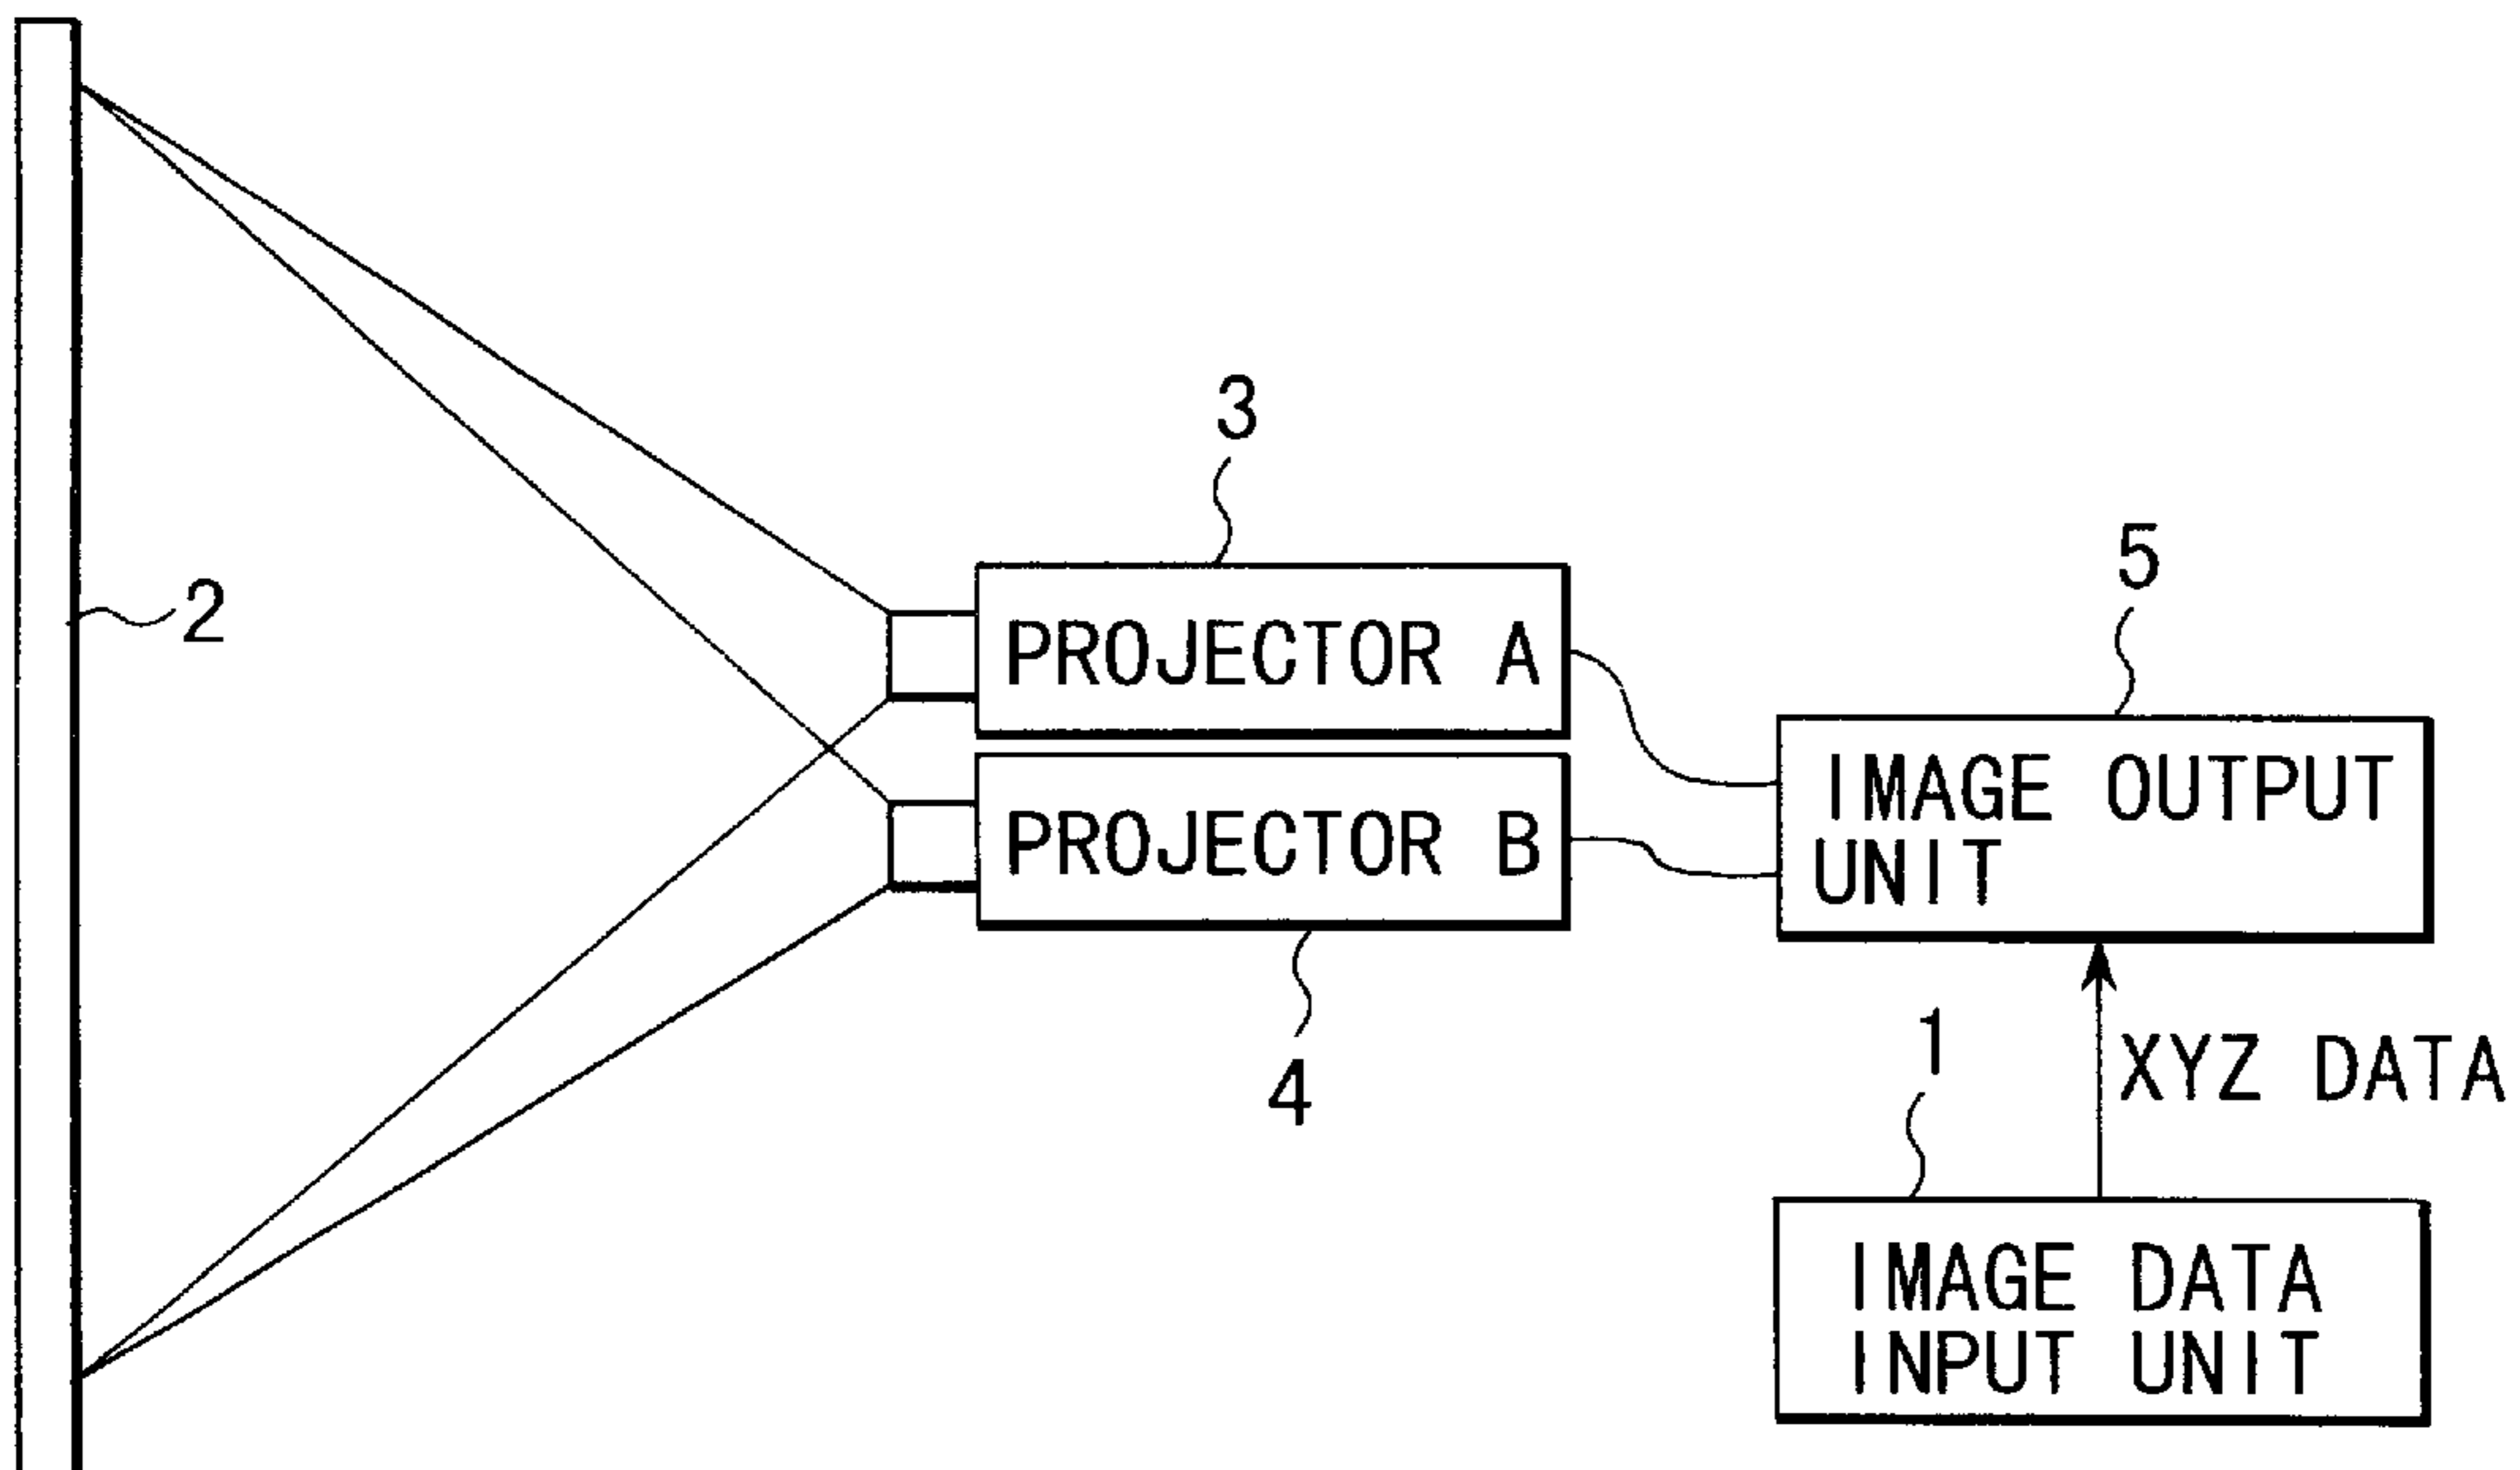 3
PROJECTOR A
5
2
IMAGE OUTPUT
UNIT
PROJECTOR B
4
1
XYZ DATA
IMAGE DATA
INPUT UNIT